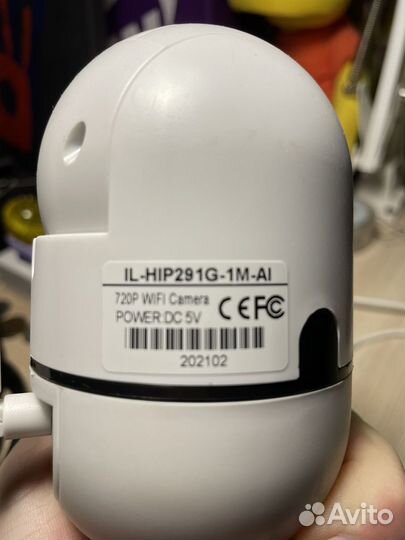 IL-HIP291G-1M-AI
720P WIFI Camera
POWER:DC 5V
CE FC
202102
Avito